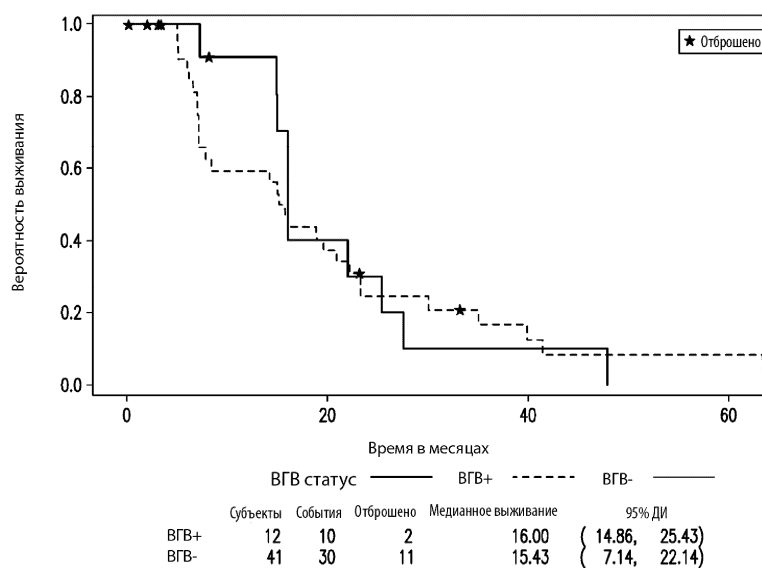 1.0
★ Отброшено
0.8
0.6
0.4
0.2
0.0
Вероятность выживания
0 20 40 60
Время в месяцах
ВГВ статус ВГВ+ ВГВ-
Субъекты События Отброшено Медианное выживание 95% ДИ
ВГВ+ 12 10 2 16.00 ( 14.86, 25.43)
ВГВ- 41 30 11 15.43 ( 7.14, 22.14)